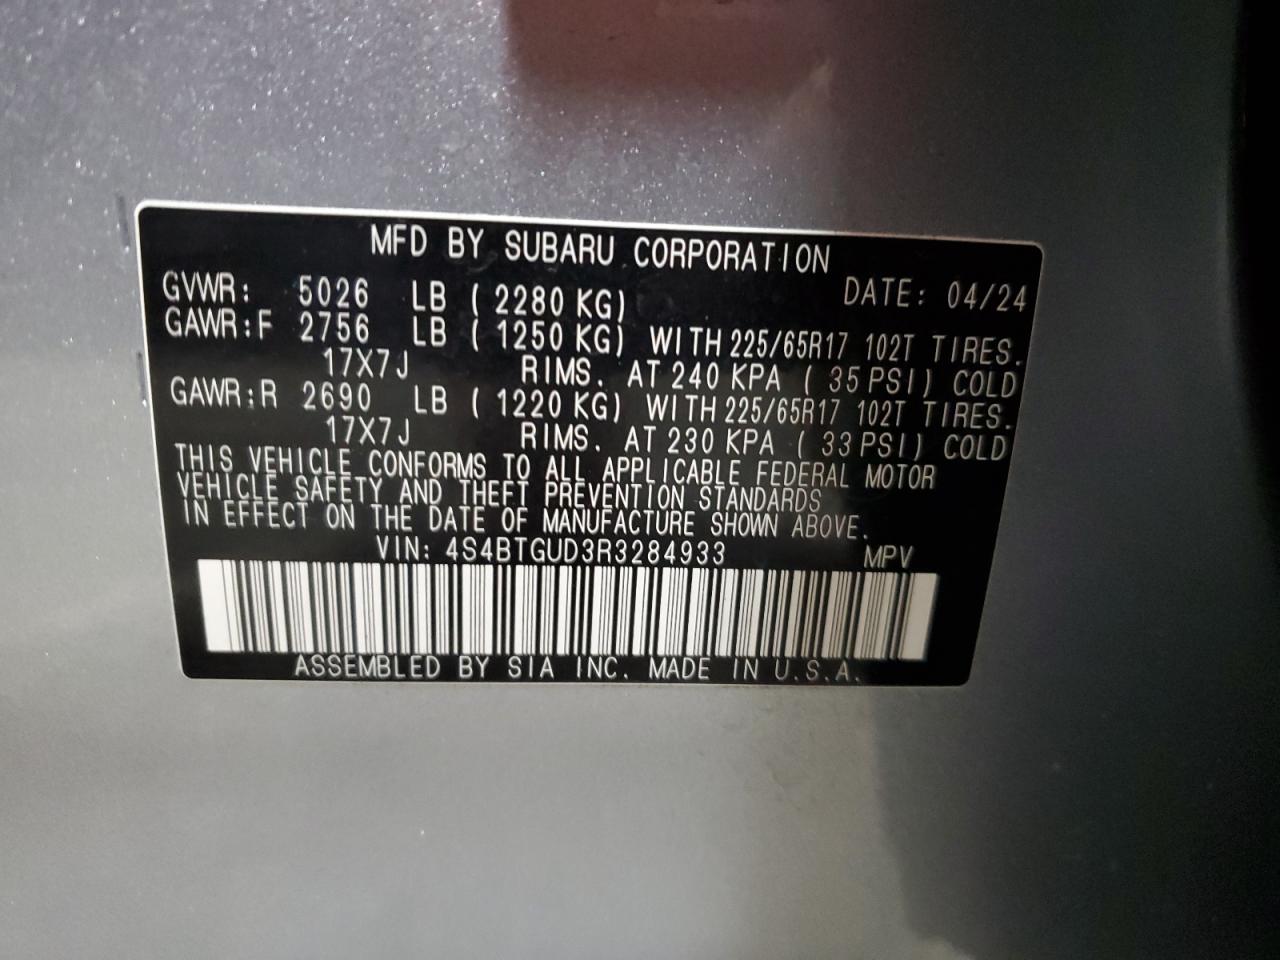 MFD BY SUBARU CORPORATION
GVWR: 5026 LB ( 2280 KG) DATE: 04/24
GAWR:F 2756 LB ( 1250 KG) WITH 225/65R17 102T TIRES.
17X7J RIMS. AT 240 KPA ( 35 PSI) COLD
GAWR:R 2690 LB ( 1220 KG) WITH 225/65R17 102T TIRES.
17X7J RIMS. AT 230 KPA ( 33 PSI) COLD
THIS VEHICLE CONFORMS TO ALL APPLICABLE FEDERAL MOTOR
VEHICLE SAFETY AND THEFT PREVENTION STANDARDS
IN EFFECT ON THE DATE OF MANUFACTURE SHOWN ABOVE.
VIN: 4S4BTGUD3R3284933 MPV
ASSEMBLED BY SIA INC. MADE IN U.S.A.